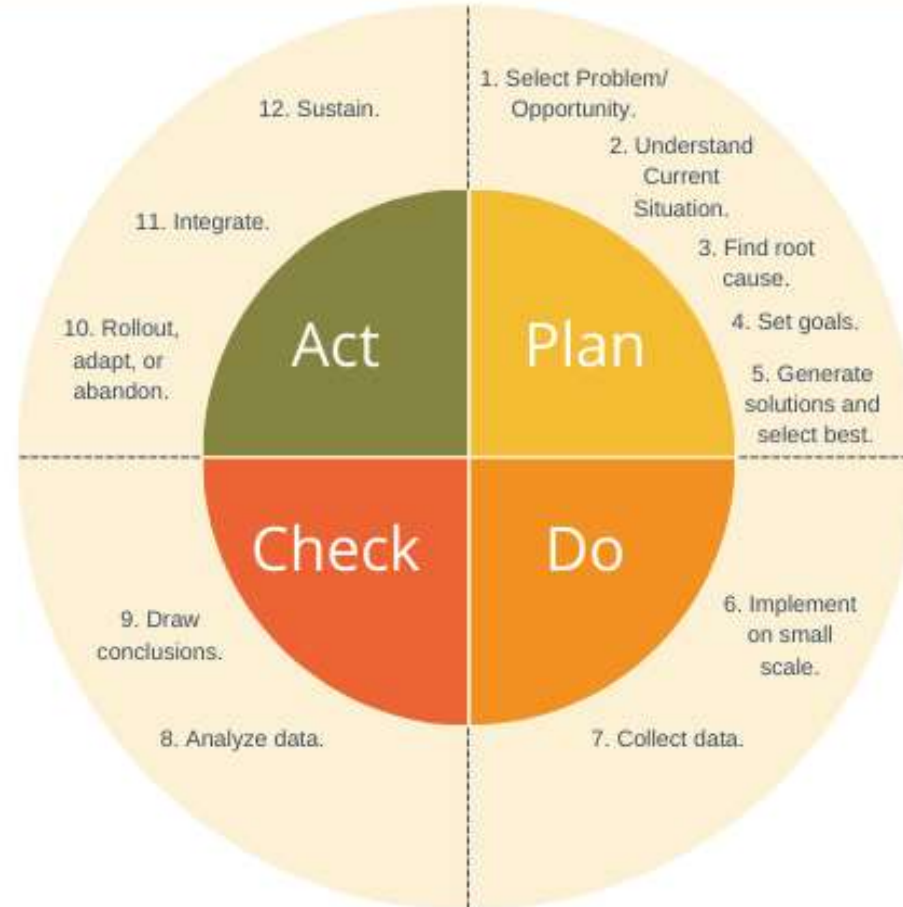 1. Select Problem/
Opportunity.
2. Understand
Current
Situation.
3. Find root
cause.
4. Set goals.
5. Generate
solutions and
select best.
Plan
Do
6. Implement
on small
scale.
7. Collect data.
Check
8. Analyze data.
9. Draw
conclusions.
Act
10. Rollout,
adapt, or
abandon.
11. Integrate.
12. Sustain.